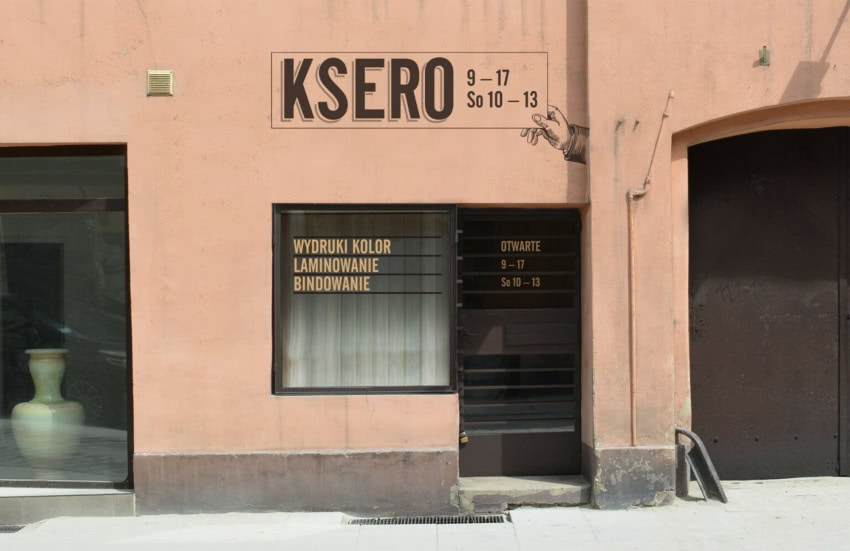 KSERO
9 – 17
So 10 – 13
WYDRUKI KOLOR
LAMINOWANIE
BINDOWANIE
OTWARTE
9 – 17
So 10 – 13